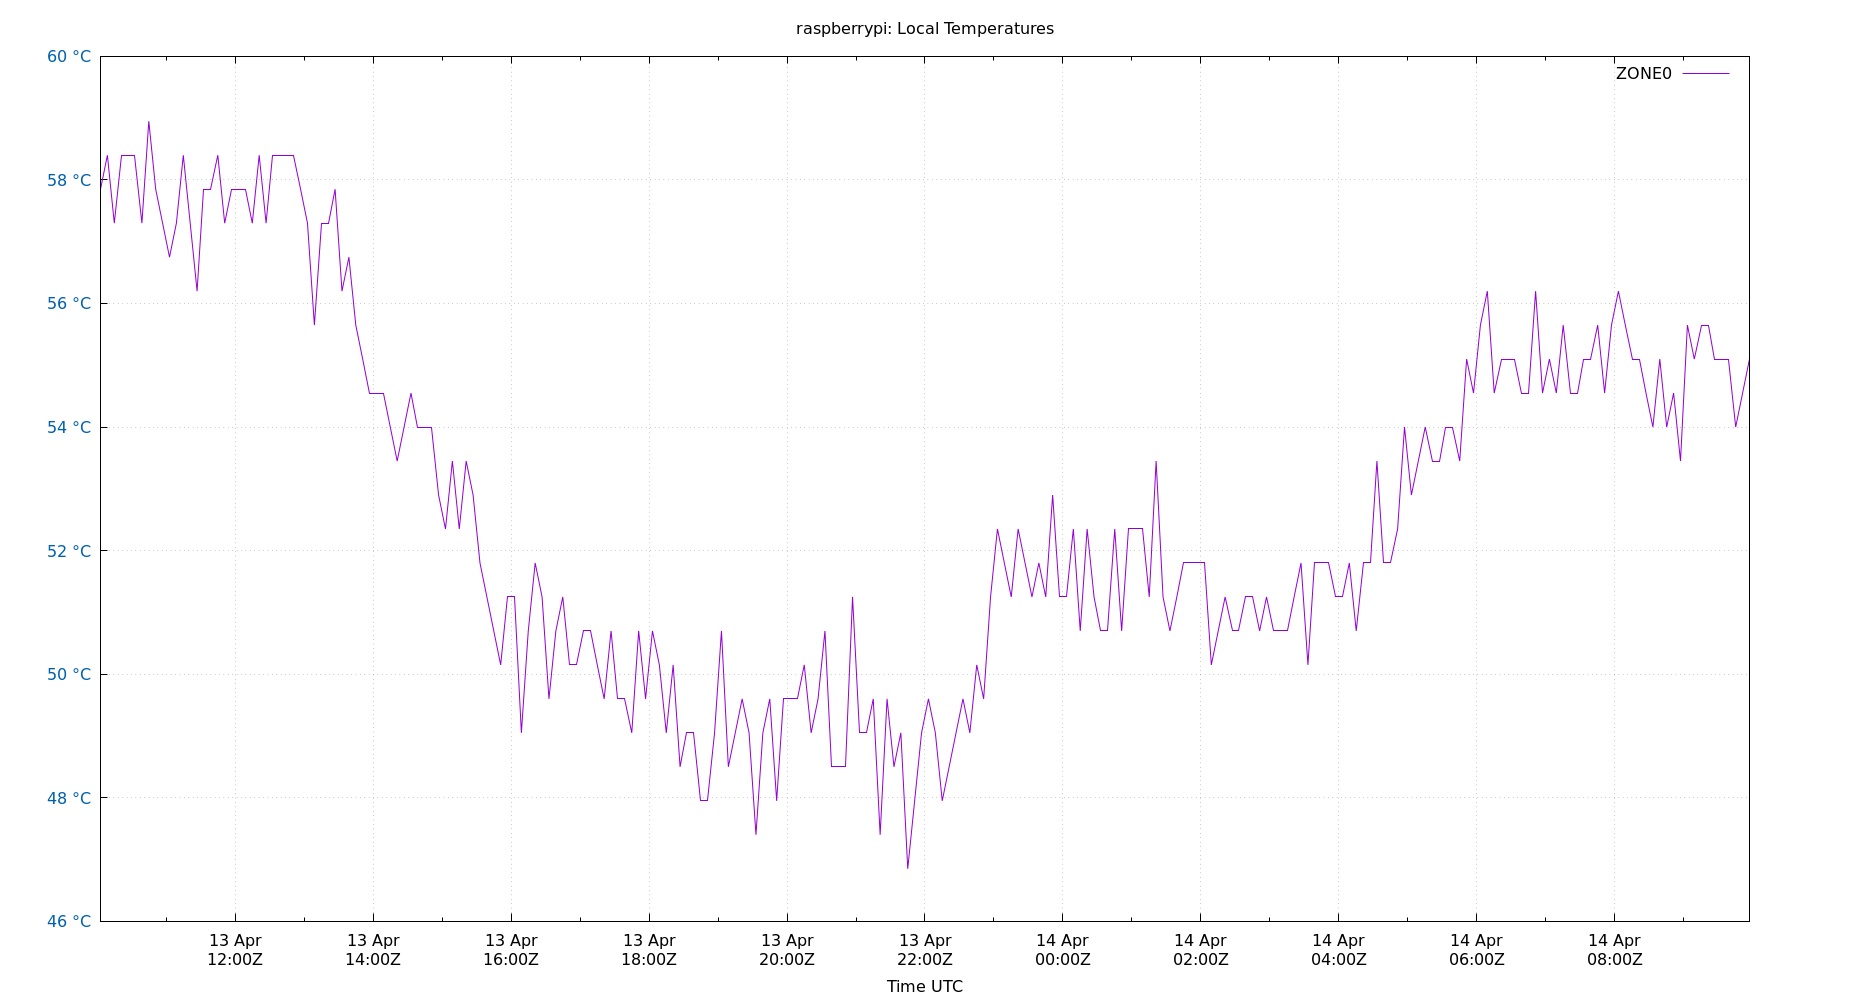 raspberrypi: Local Temperatures
60 °C
ZONE0
58 °C
56 °C
54 °C
52 °C
50 °C
48 °C
46 °C
13 Apr 13 Apr 13 Apr 13 Apr 13 Apr 13 Apr 14 Apr 14 Apr 14 Apr 14 Apr 14 Apr
12:00Z 14:00Z 16:00Z 18:00Z 20:00Z 22:00Z 00:00Z 02:00Z 04:00Z 06:00Z 08:00Z
Time UTC